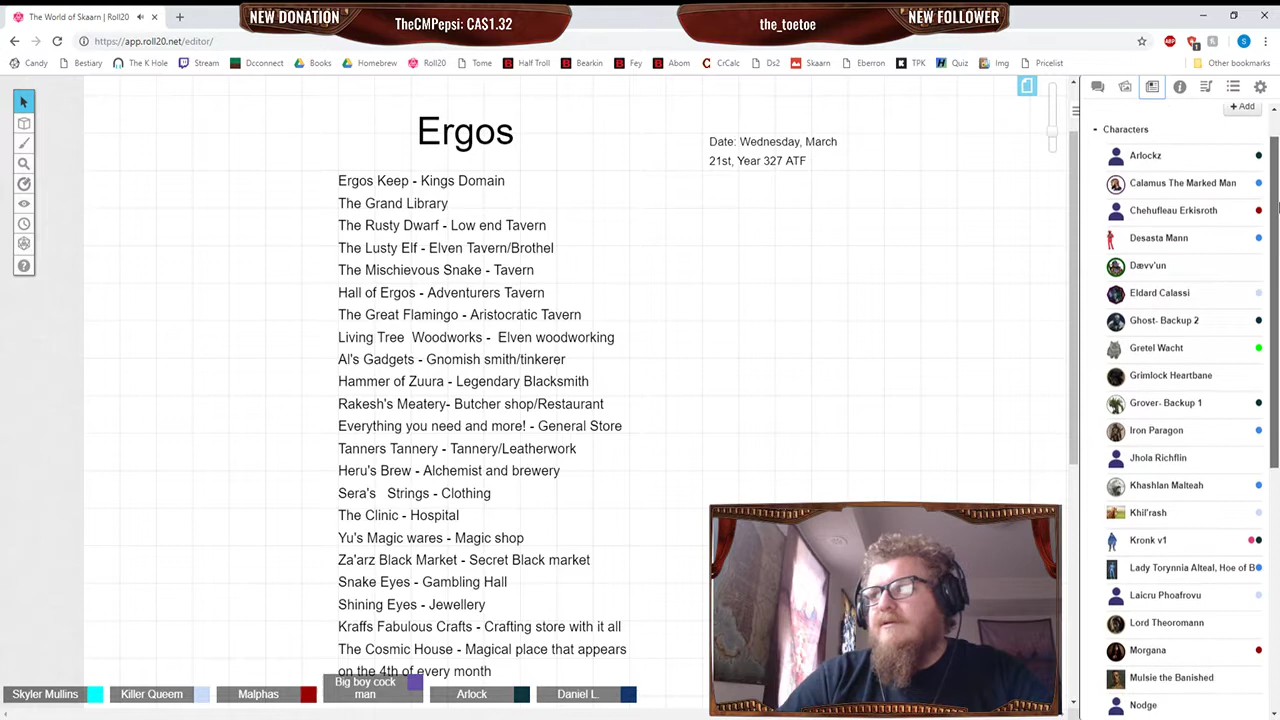 The World of Skaarn | Roll20
NEW DONATION
TheCMPepsi: CA$1.32
the_toetoe
NEW FOLLOWER
https://app.roll20.net/editor/
Candy
Bestiary
The K Hole
Stream
Dcconnect
Books
Homebrew
Roll20
Tome
Half Troll
Bearkin
Fey
Abom
CrCalc
Ds2
Skaarn
Eberron
TPK
Quiz
Img
Pricelist
Other bookmarks
Ergos
Date: Wednesday, March
21st, Year 327 ATF
Ergos Keep - Kings Domain
The Grand Library
The Rusty Dwarf - Low end Tavern
The Lusty Elf - Elven Tavern/Brothel
The Mischievous Snake - Tavern
Hall of Ergos - Adventurers Tavern
The Great Flamingo - Aristocratic Tavern
Living Tree Woodworks - Elven woodworking
Al's Gadgets - Gnomish smith/tinkerer
Hammer of Zuura - Legendary Blacksmith
Rakesh's Meatery- Butcher shop/Restaurant
Everything you need and more! - General Store
Tanners Tannery - Tannery/Leatherwork
Heru's Brew - Alchemist and brewery
Sera's Strings - Clothing
The Clinic - Hospital
Yu's Magic wares - Magic shop
Za'arz Black Market - Secret Black market
Snake Eyes - Gambling Hall
Shining Eyes - Jewellery
Kraffs Fabulous Crafts - Crafting store with it all
The Cosmic House - Magical place that appears
on the 4th of every month
+ Add
Characters
Arlockz
Calamus The Marked Man
Chehufleau Erkisroth
Desasta Mann
Dævv'un
Eldard Calassi
Ghost- Backup 2
Gretel Wacht
Grimlock Heartbane
Grover- Backup 1
Iron Paragon
Jhola Richflin
Khashlan Malteah
Khil'rash
Kronk v1
Lady Torynnia Alteal, Hoe of B
Laicru Phoafrovu
Lord Theoromann
Morgana
Mulsie the Banished
Nodge
Skyler Mullins
Killer Queem
Malphas
Big boy cock
man
Arlock
Daniel L.